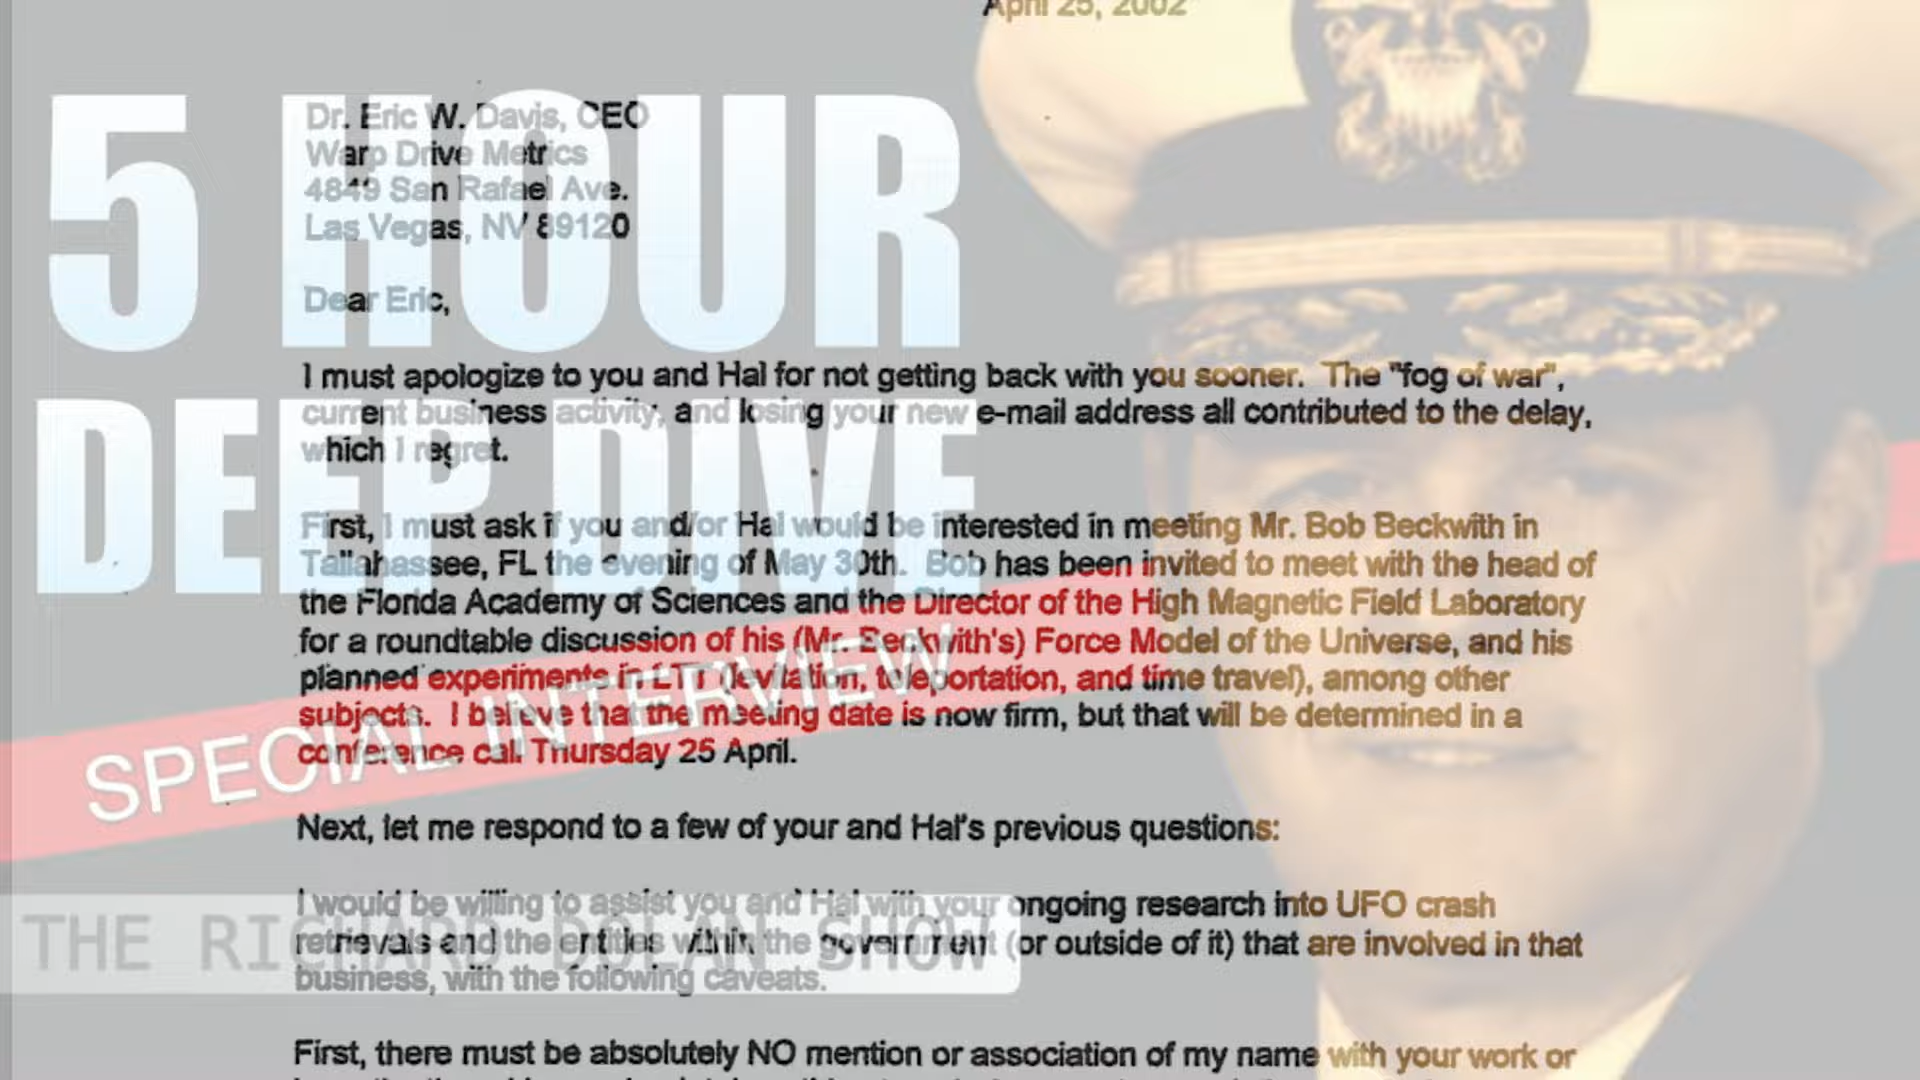 April 25, 2002
5 HOUR
DEEP DIVE
SPECIAL INTERVIEW
THE RICHARD DOLAN SHOW
Dr. Eric W. Davis, CEO
Warp Drive Metrics
4849 San Rafael Ave.
Las Vegas, NV 89120
Dear Eric,
I must apologize to you and Hal for not getting back with you sooner. The "fog of war",
current business activity, and losing your new e-mail address all contributed to the delay,
which I regret.
First, I must ask if you and/or Hal would be interested in meeting Mr. Bob Beckwith in
Tallahassee, FL the evening of May 30th. Bob has been invited to meet with the head of
the Florida Academy of Sciences and the Director of the High Magnetic Field Laboratory
for a roundtable discussion of his (Mr. Beckwith's) Force Model of the Universe, and his
planned experiments in LTT (levitation, teleportation, and time travel), among other
subjects. I believe that the meeting date is now firm, but that will be determined in a
conference call Thursday 25 April.
Next, let me respond to a few of your and Hal's previous questions:
I would be willing to assist you and Hal with your ongoing research into UFO crash
retrievals and the entities within the government (or outside of it) that are involved in that
business, with the following caveats.
First, there must be absolutely NO mention or association of my name with your work or